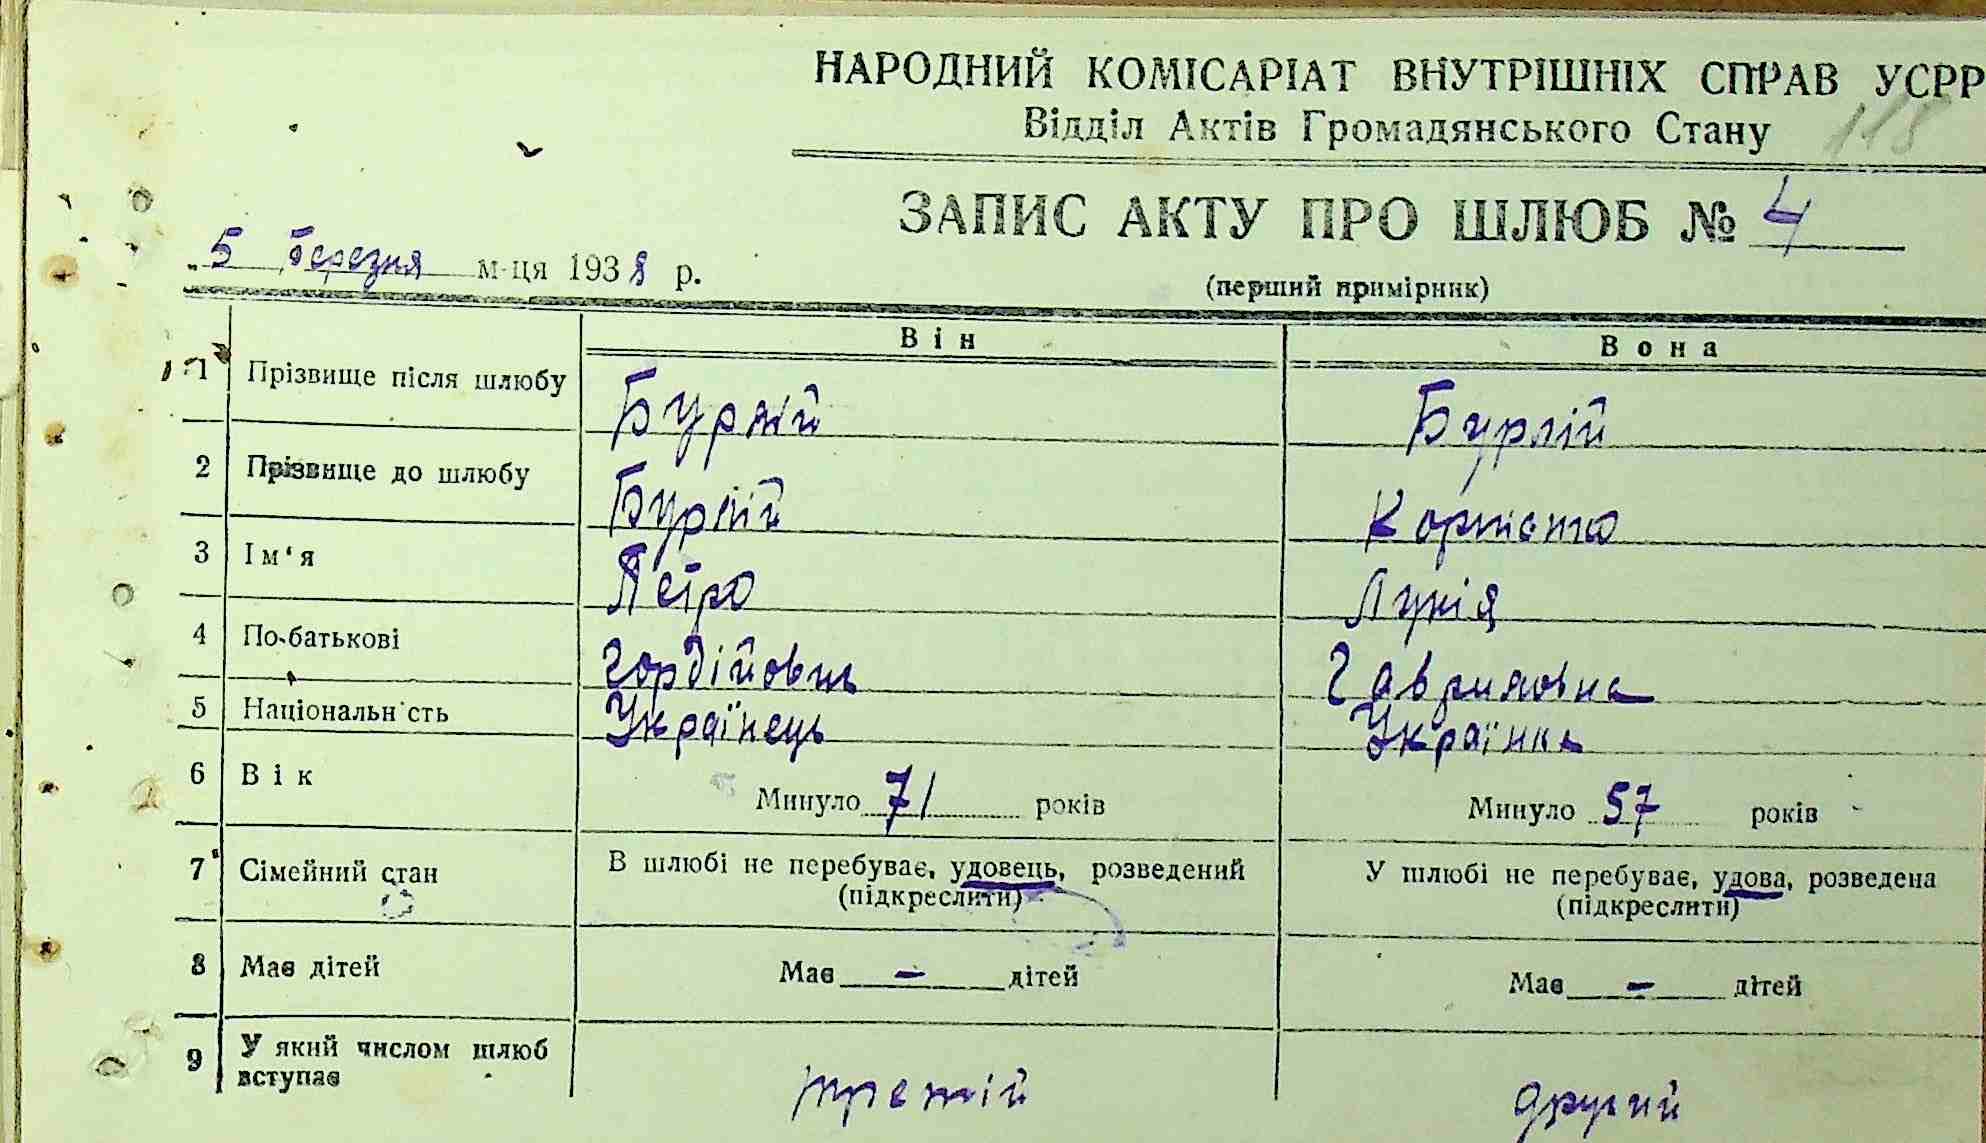 НАРОДНИЙ КОМІСАРІАТ ВНУТРІШНІХ СПРАВ УСРР
Відділ Актів Громадянського Стану 118
ЗАПИС АКТУ ПРО ШЛЮБ № 4
„5 березня м-ця 1938 р.
(перший примірник)
Він Вона
1 Прізвище після шлюбу Бурлій Бурлій
2 Прізвище до шлюбу Бурлій
3 Ім'я Петро Лукія
4 По-батькові Гордійович Гавриловна
5 Національність Українець Українка
6 Вік Минуло 71 років Минуло 57 років
7 Сімейний стан В шлюбі не перебуває, удовець, розведений У шлюбі не перебуває, удова, розведена
(підкреслити) (підкреслити)
8 Має дітей Має — дітей Має — дітей
9 У який числом шлюб
вступає третій другий